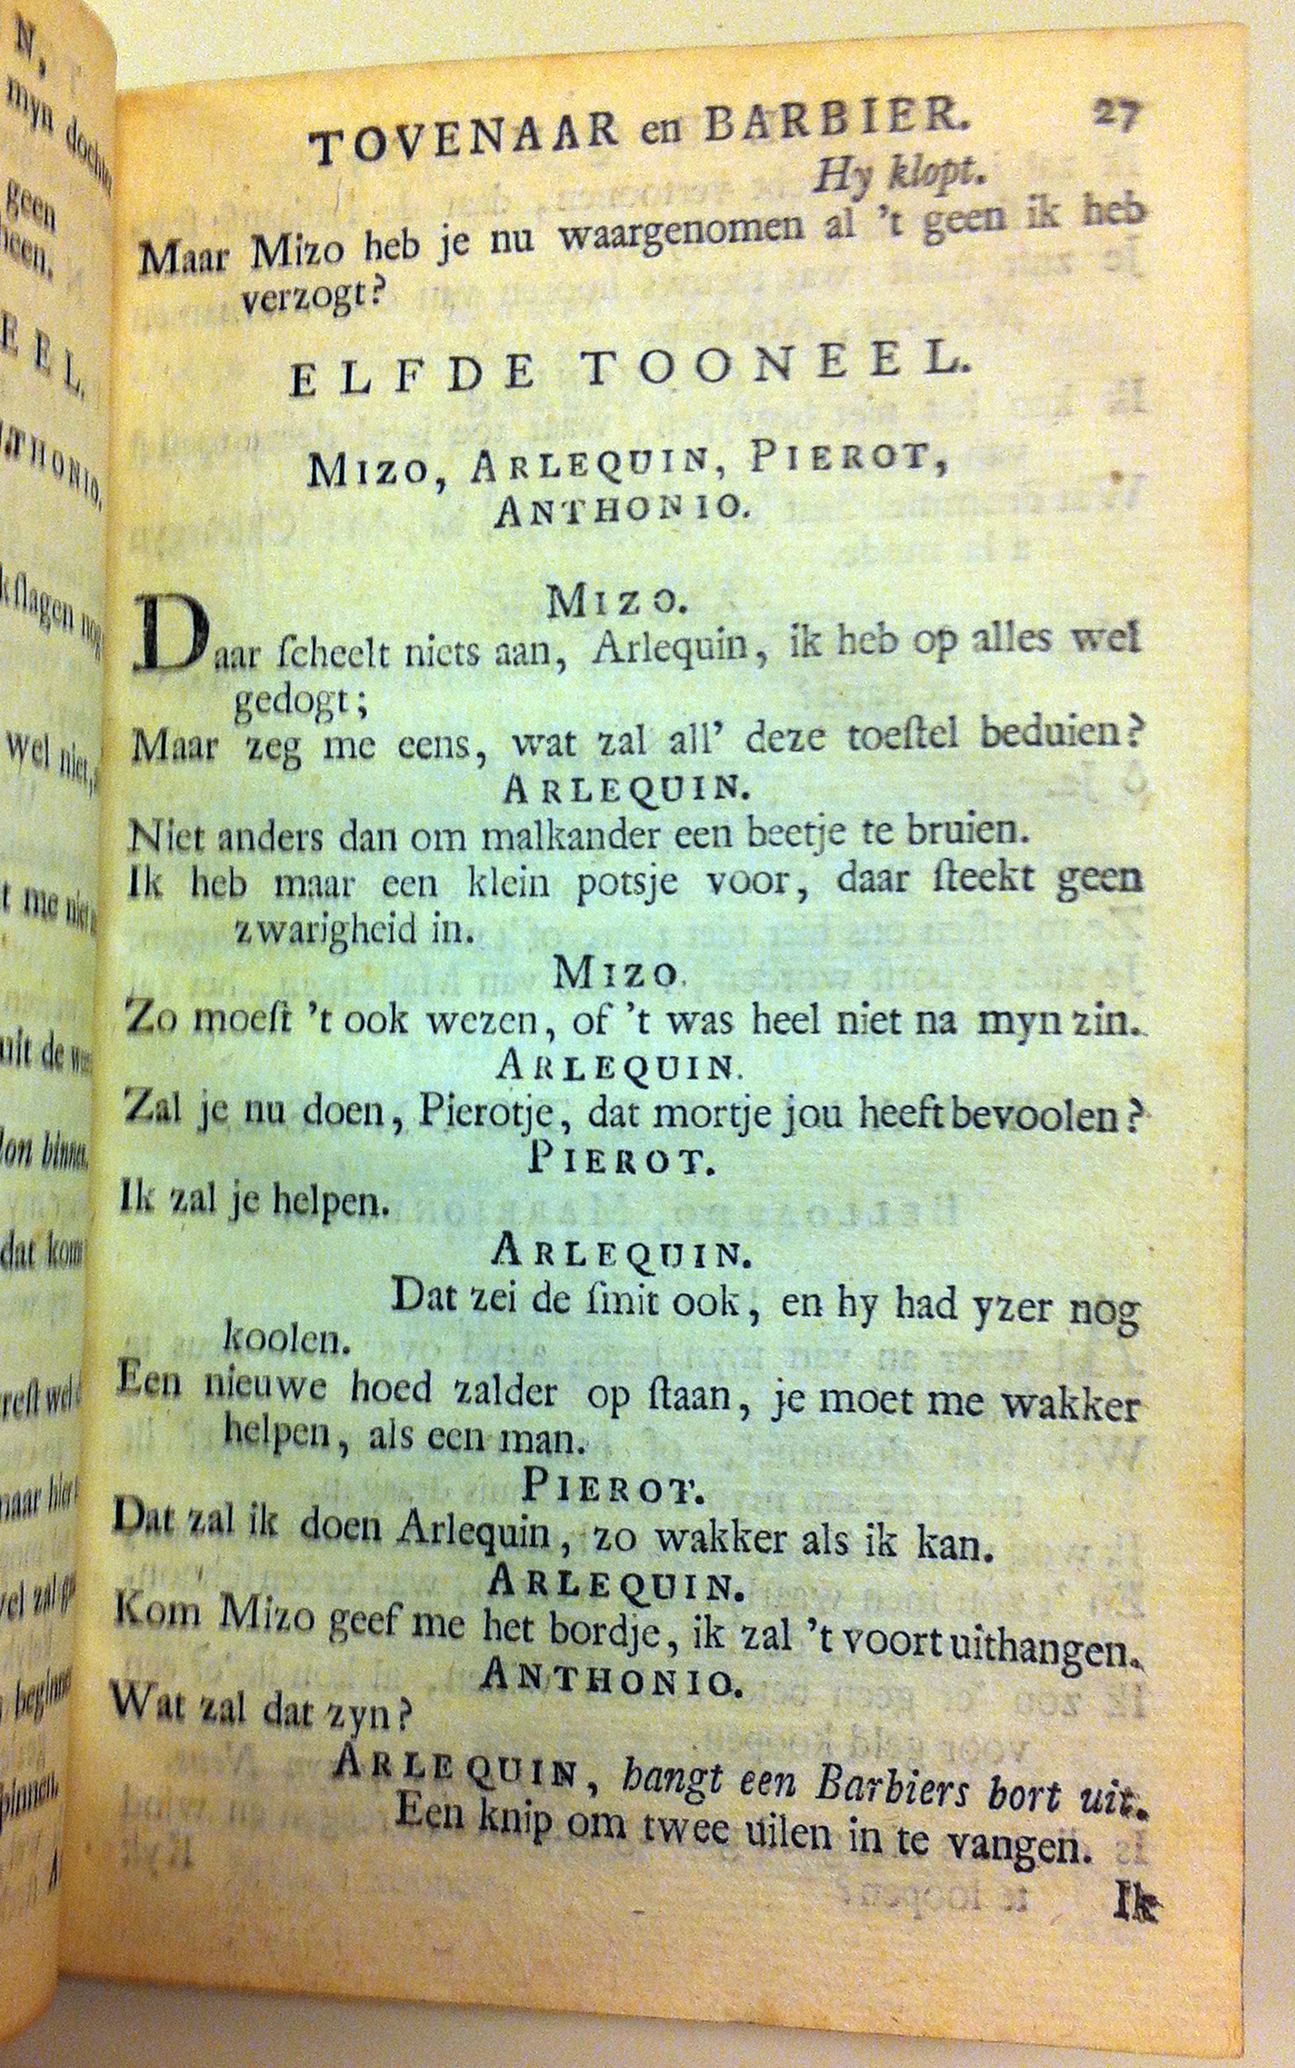 TOVENAAR en BARBIER. 27
Hy klopt.
Maar Mizo heb je nu waargenomen al 't geen ik heb
verzogt?
ELFDE TOONEEL.
MIZO, ARLEQUIN, PIEROT,
ANTHONIO.
MIZO.
Daar ſcheelt niets aan, Arlequin, ik heb op alles wel
gedogt;
Maar zeg me eens, wat zal all' deze toeſtel beduien?
ARLEQUIN.
Niet anders dan om malkander een beetje te bruien.
Ik heb maar een klein potsje voor, daar ſteekt geen
zwarigheid in.
MIZO.
Zo moeſt 't ook wezen, of 't was heel niet na myn zin.
ARLEQUIN.
Zal je nu doen, Pierotje, dat mortje jou heeft bevoolen?
PIEROT.
Ik zal je helpen.
ARLEQUIN.
Dat zei de ſmit ook, en hy had yzer nog
koolen.
Een nieuwe hoed zalder op ſtaan, je moet me wakker
helpen, als een man.
PIEROT.
Dat zal ik doen Arlequin, zo wakker als ik kan.
ARLEQUIN.
Kom Mizo geef me het bordje, ik zal 't voort uithangen.
ANTHONIO.
Wat zal dat zyn?
ARLEQUIN, hangt een Barbiers bort uit.
Een knip om twee uilen in te vangen.
Ik